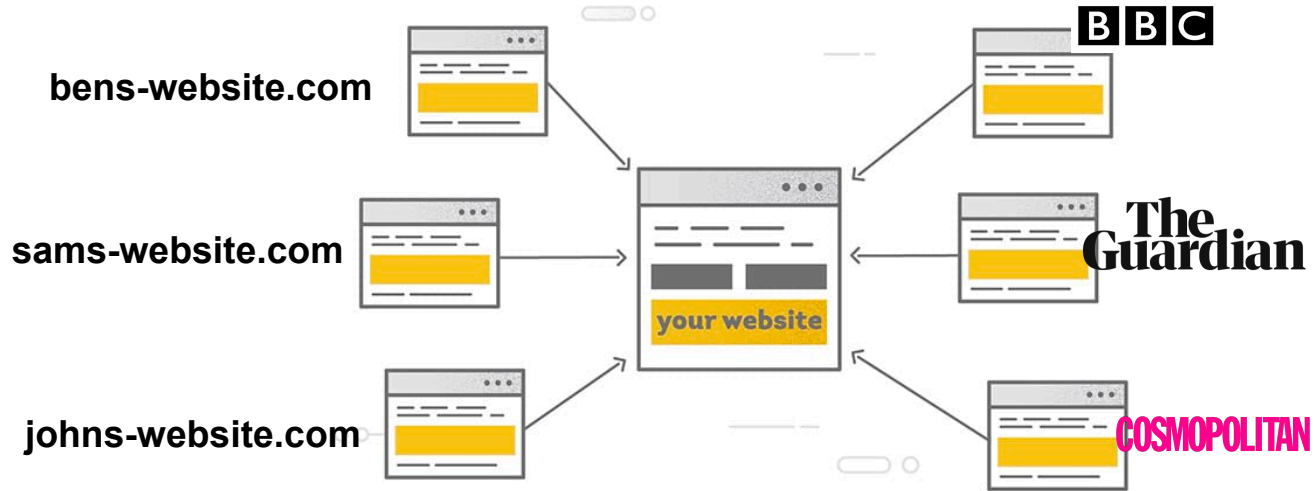 BBC
bens-website.com
sams-website.com
The
Guardian
your website
johns-website.com
COSMOPOLITAN